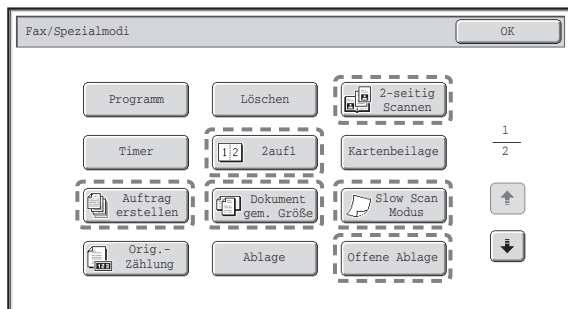 Fax/Spezialmodi
OK
Programm
Löschen
2-seitig
Scannen
Timer
1 2
2auf1
Kartenbeilage
1
2
Auftrag
erstellen
Dokument
gem. Größe
Slow Scan
Modus
Orig.-
Zählung
123
Ablage
Offene Ablage